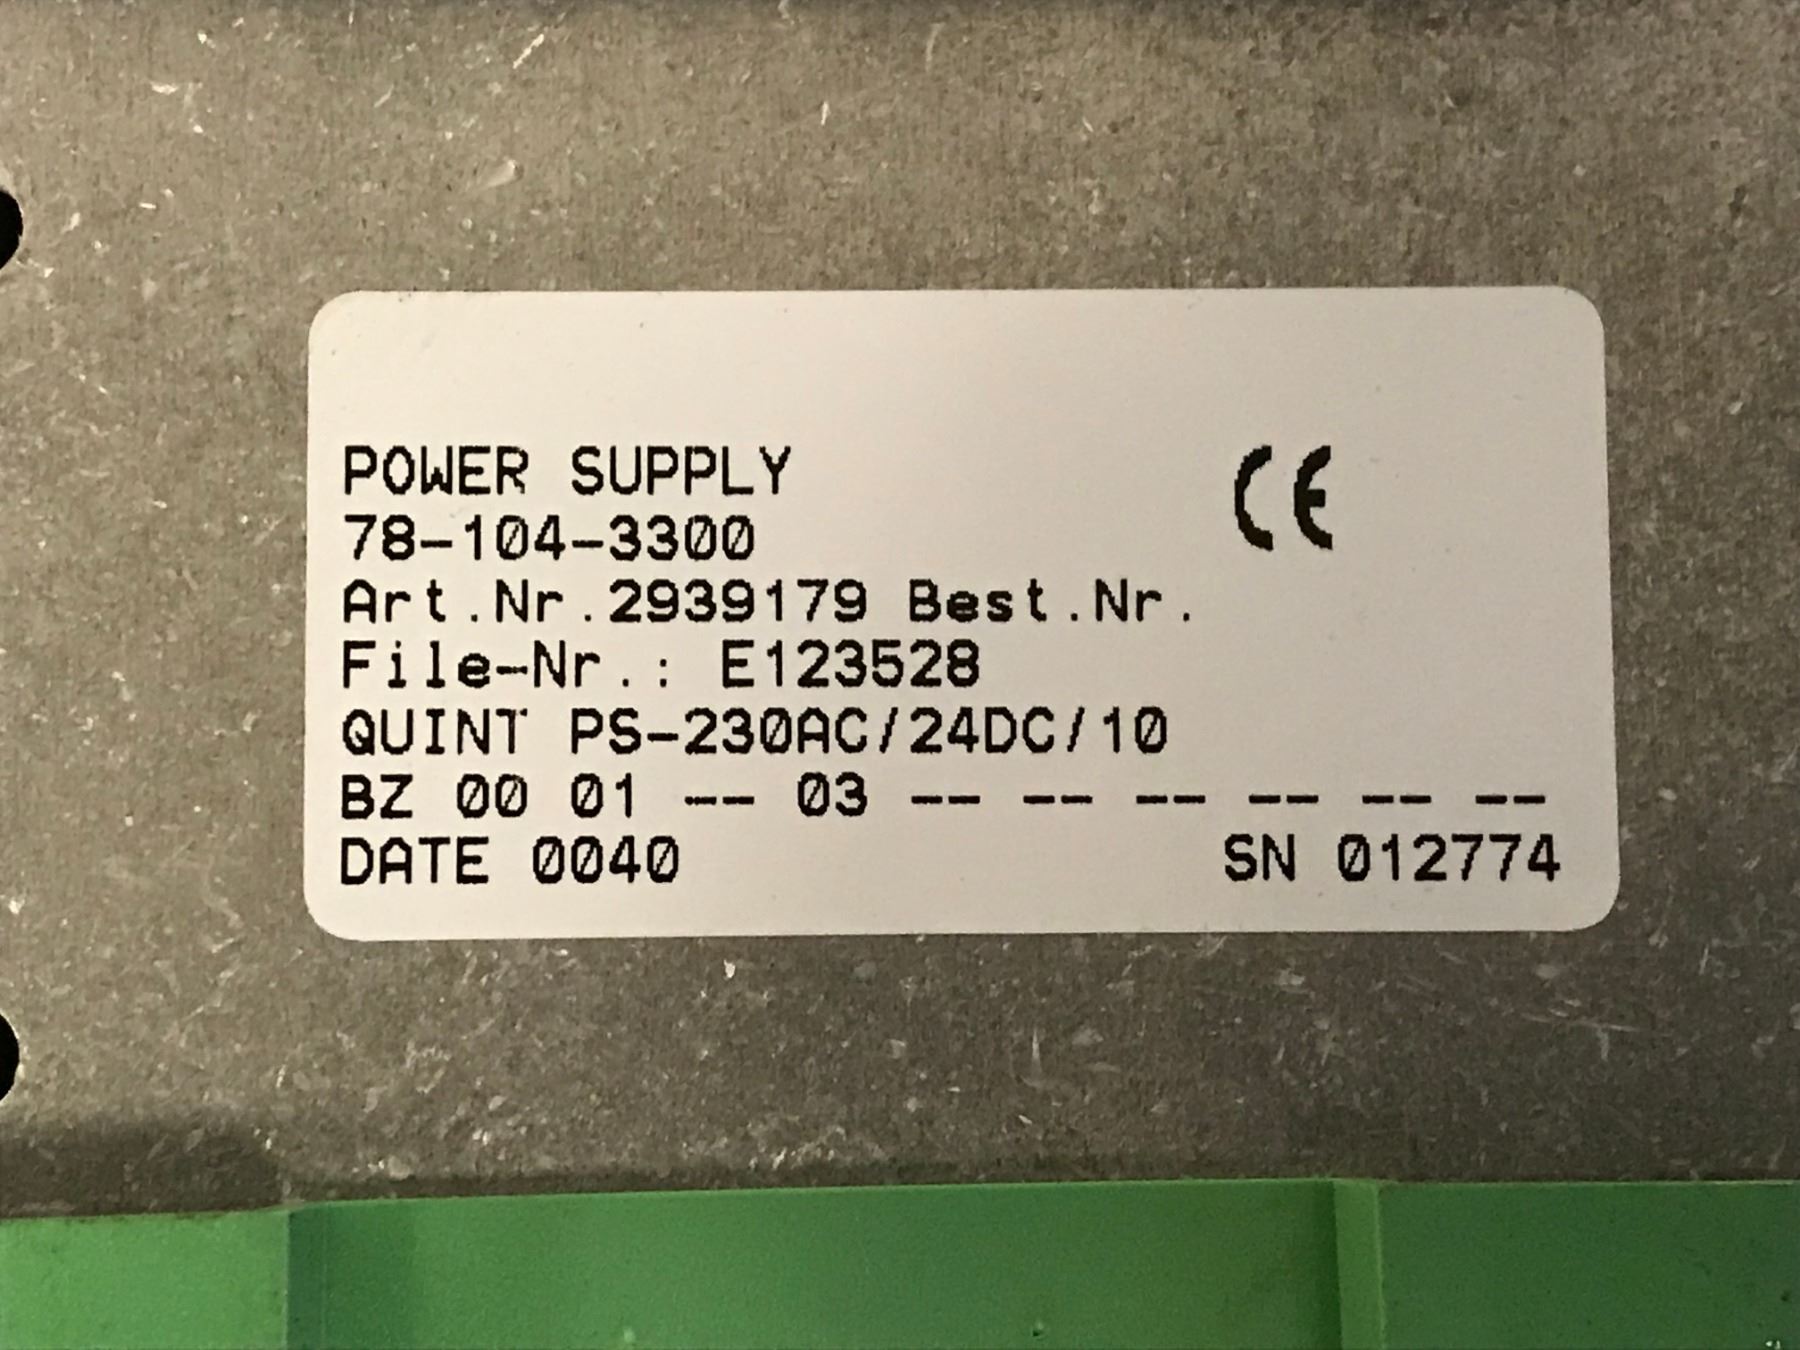 POWER SUPPLY
CE
78-104-3300
Art.Nr.2939179 Best.Nr.
File-Nr.: E123528
QUINT PS-230AC/24DC/10
BZ 00 01 -- 03 -- -- -- -- -- --
DATE 0040 SN 012774